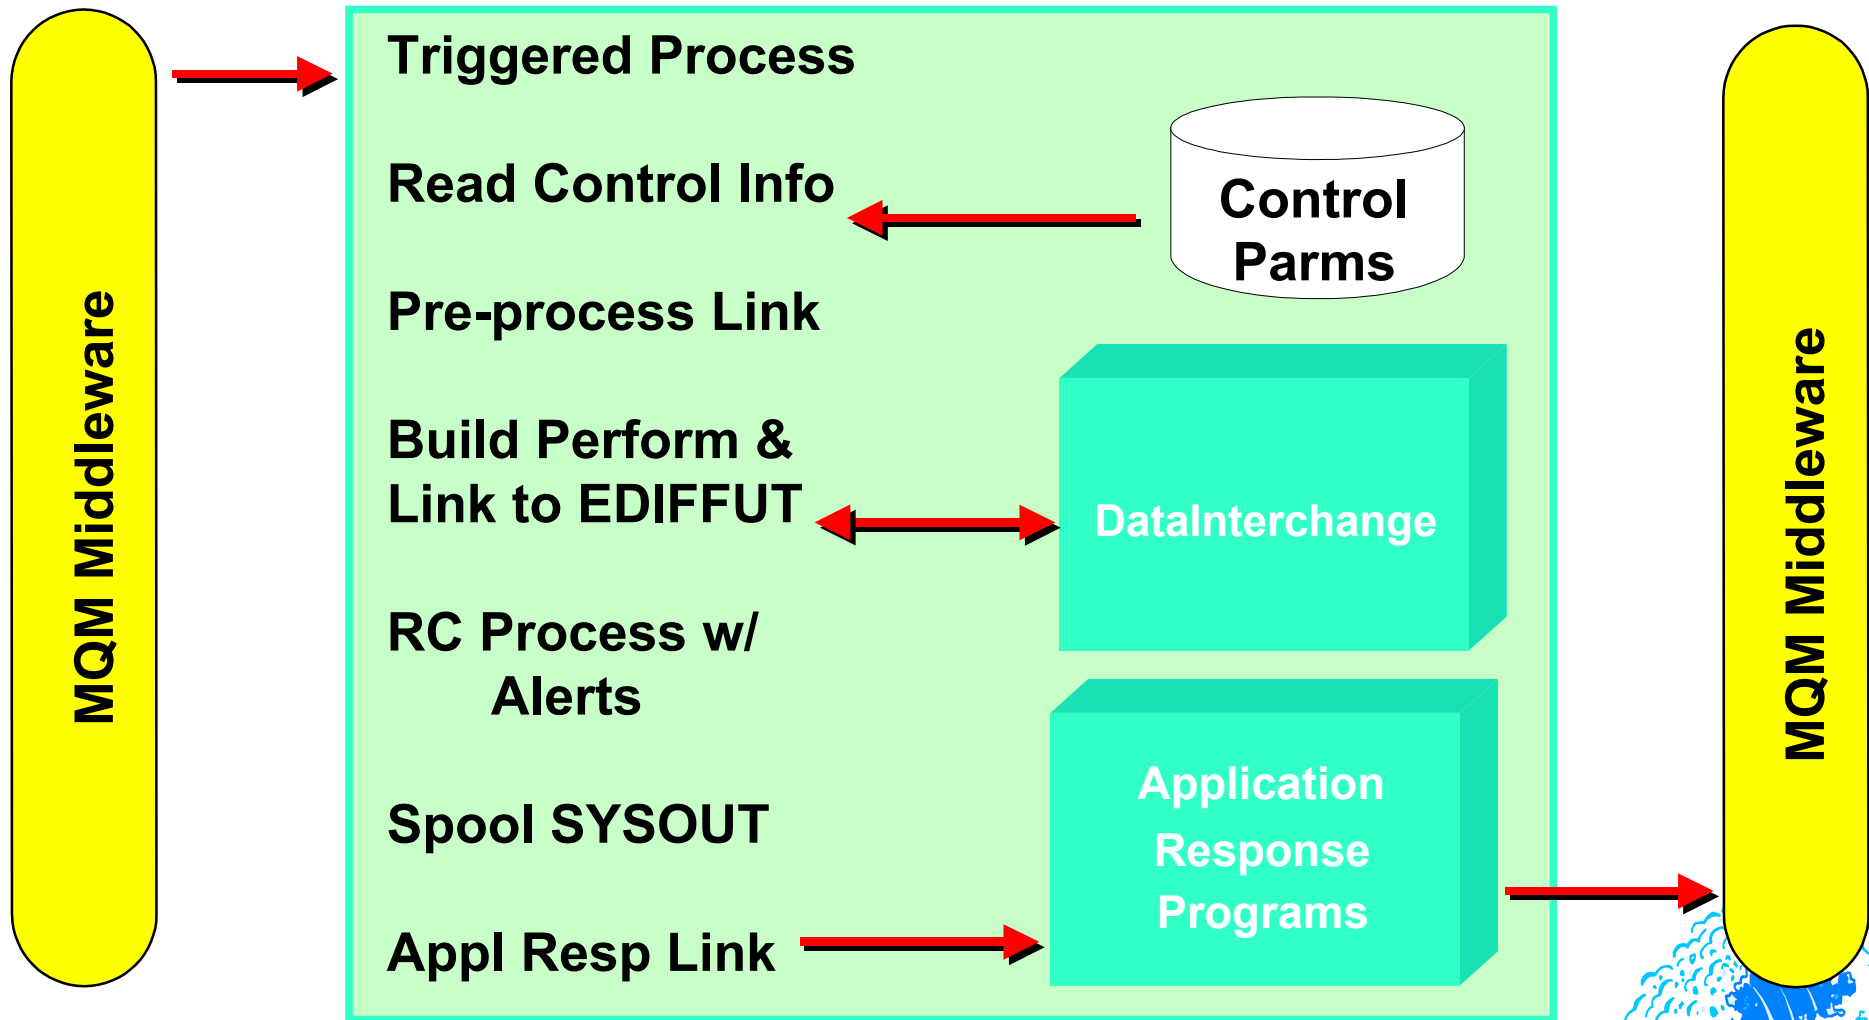 MQM Middleware
Triggered Process
Read Control Info
Control
Parms
Pre-process Link
Build Perform &
Link to EDIFFUT
DataInterchange
RC Process w/
Alerts
Spool SYSOUT
Appl Resp Link
Application
Response
Programs
MQM Middleware